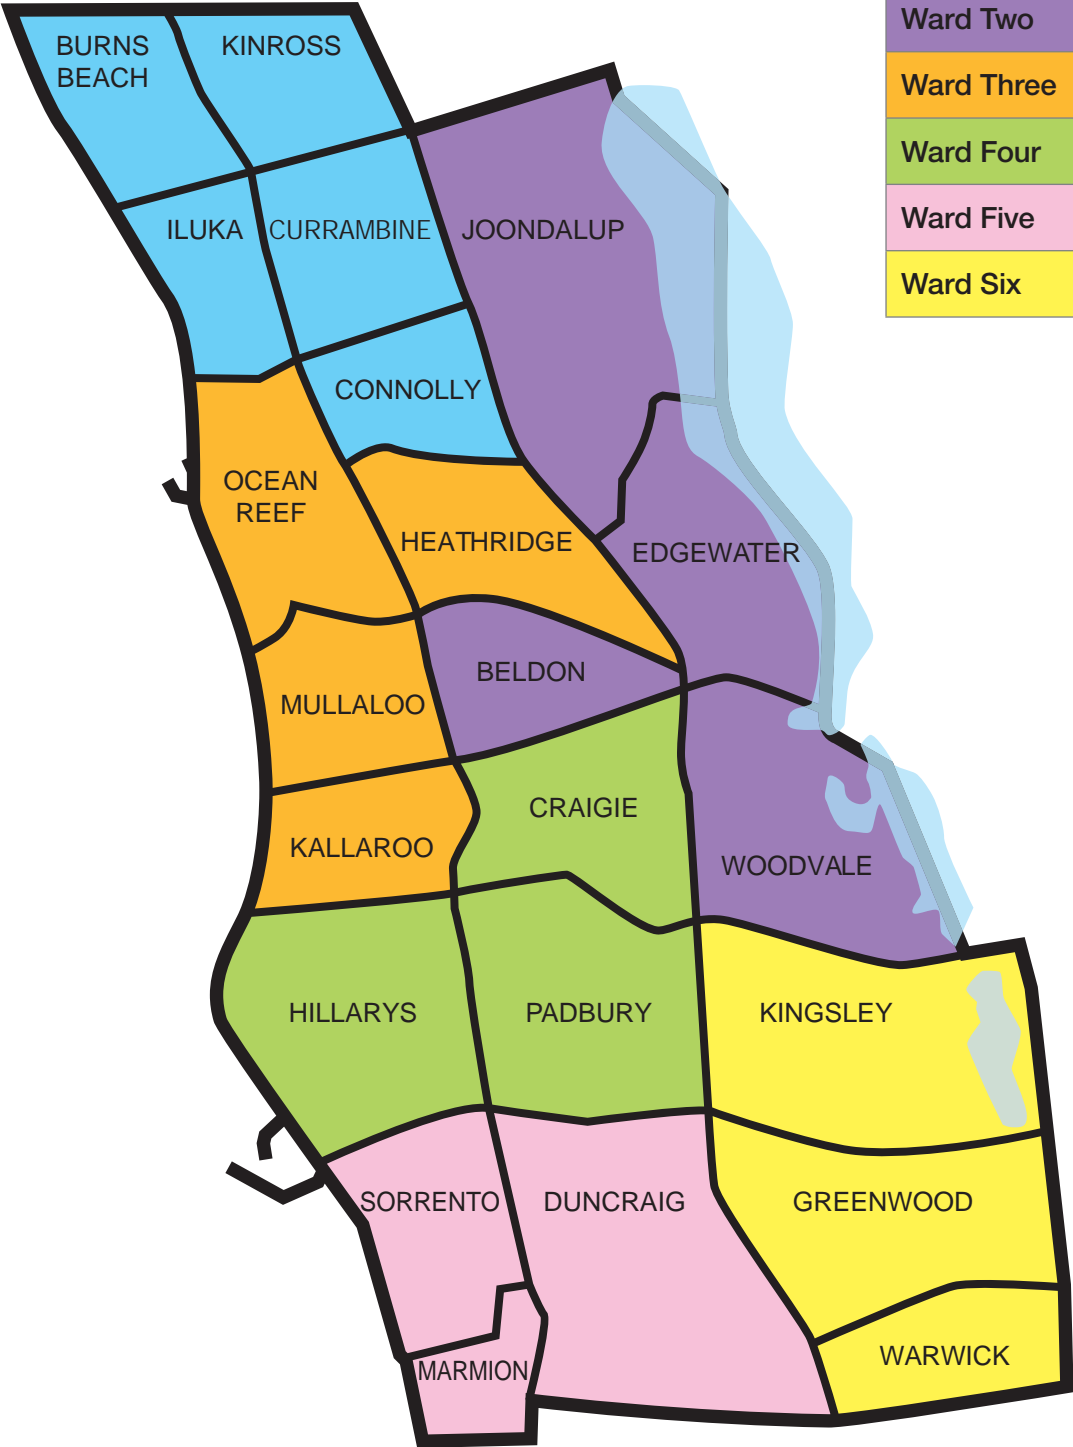 Ward Two
BURNS
BEACH
KINROSS
Ward Three
Ward Four
Ward Five
ILUKA
CURRAMBINE
JOONDALUP
Ward Six
CONNOLLY
OCEAN
REEF
HEATHRIDGE
EDGEWATER
BELDON
MULLALOO
CRAIGIE
KALLAROO
WOODVALE
HILLARYS
PADBURY
KINGSLEY
SORRENTO
DUNCRAIG
GREENWOOD
WARWICK
MARMION